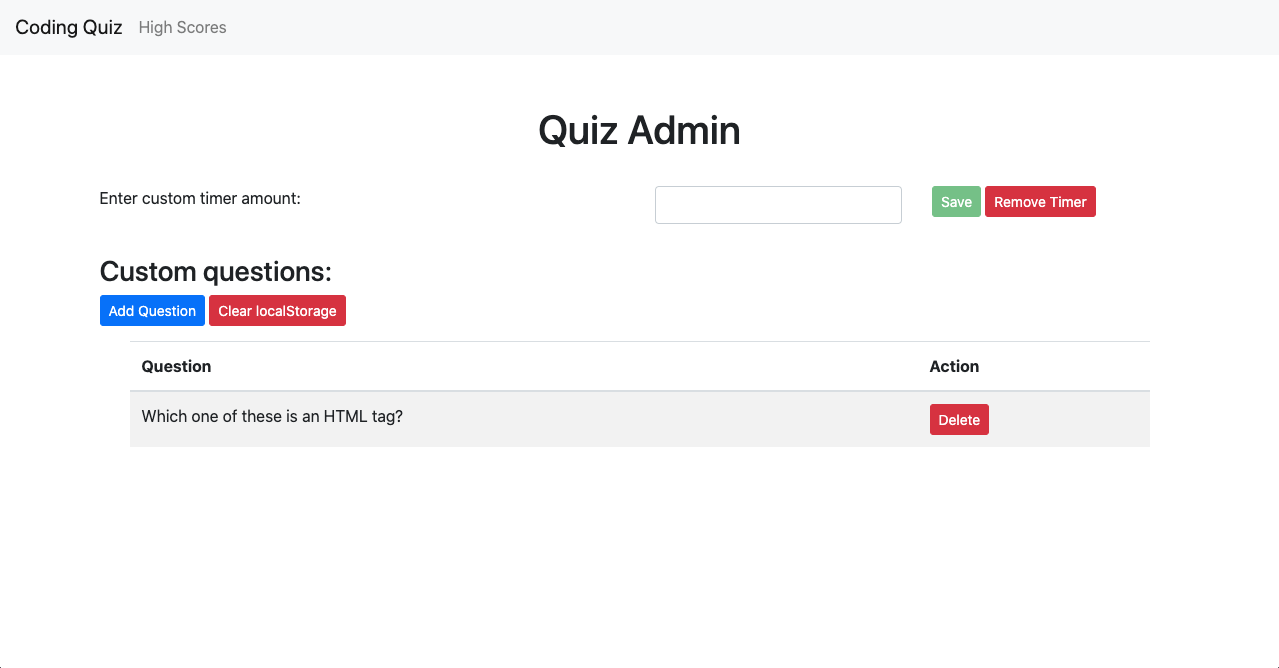 Coding Quiz High Scores
Quiz Admin
Enter custom timer amount: Save Remove Timer
Custom questions:
Add Question Clear localStorage
Question Action
Which one of these is an HTML tag? Delete